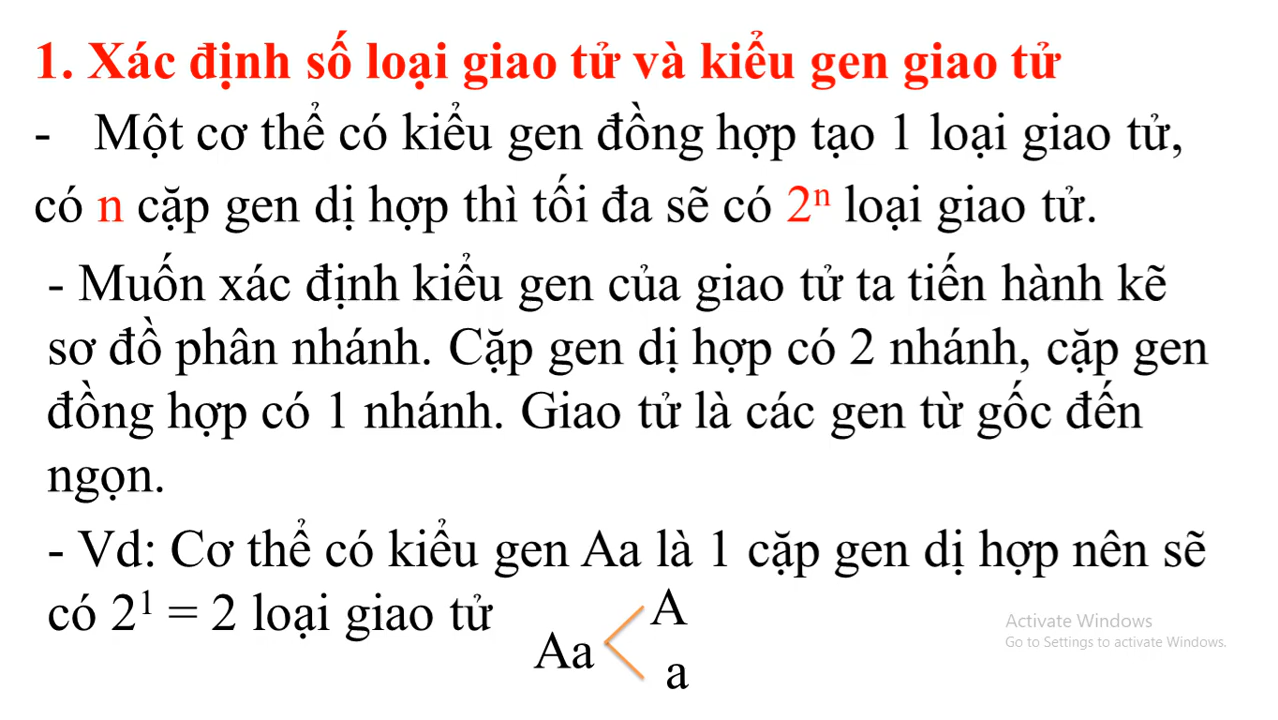 1. Xác định số loại giao tử và kiểu gen giao tử
- Một cơ thể có kiểu gen đồng hợp tạo 1 loại giao tử,
có n cặp gen dị hợp thì tối đa sẽ có 2ⁿ loại giao tử.
- Muốn xác định kiểu gen của giao tử ta tiến hành kẽ
sơ đồ phân nhánh. Cặp gen dị hợp có 2 nhánh, cặp gen
đồng hợp có 1 nhánh. Giao tử là các gen từ gốc đến
ngọn.
- Vd: Cơ thể có kiểu gen Aa là 1 cặp gen dị hợp nên sẽ
có 2¹ = 2 loại giao tử
A
Aa
a
Activate Windows
Go to Settings to activate Windows.